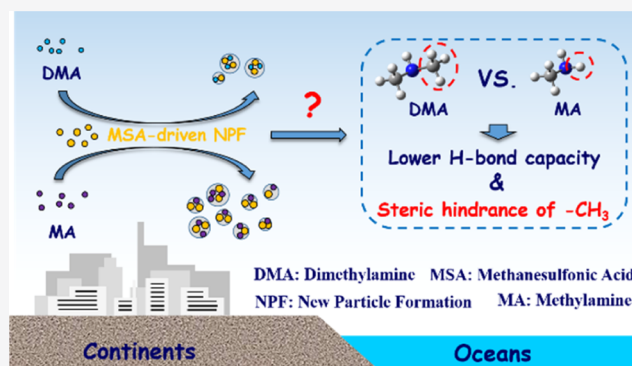 DMA
MSA-driven NPF
MA
?
VS.
DMA
MA
Lower H-bond capacity
&
Steric hindrance of -CH₃
DMA: Dimethylamine MSA: Methanesulfonic Acid
NPF: New Particle Formation MA: Methylamine
Continents
Oceans